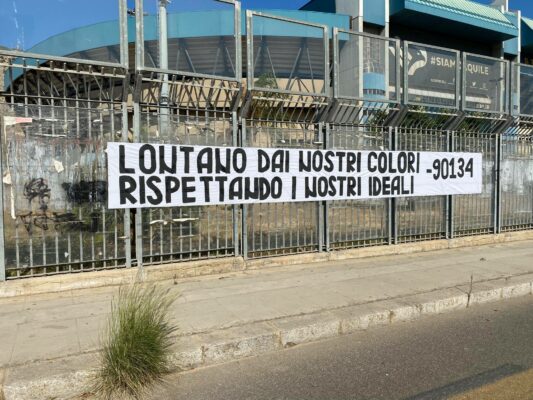 LONTANO DAI NOSTRI COLORI -90134
RISPETTANDO I NOSTRI IDEALI
#SIAMOAQUILE